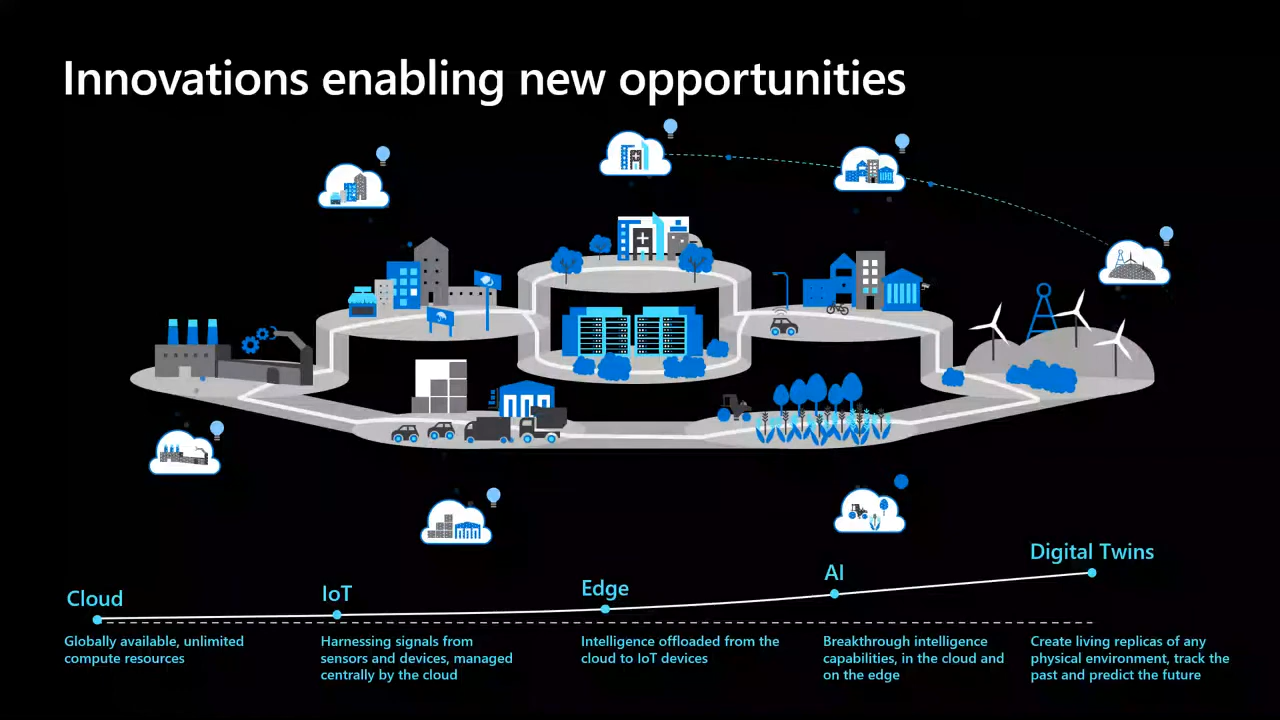 Innovations enabling new opportunities
Cloud
Globally available, unlimited
compute resources
IoT
Harnessing signals from
sensors and devices, managed
centrally by the cloud
Edge
Intelligence offloaded from the
cloud to IoT devices
AI
Breakthrough intelligence
capabilities, in the cloud and
on the edge
Digital Twins
Create living replicas of any
physical environment, track the
past and predict the future